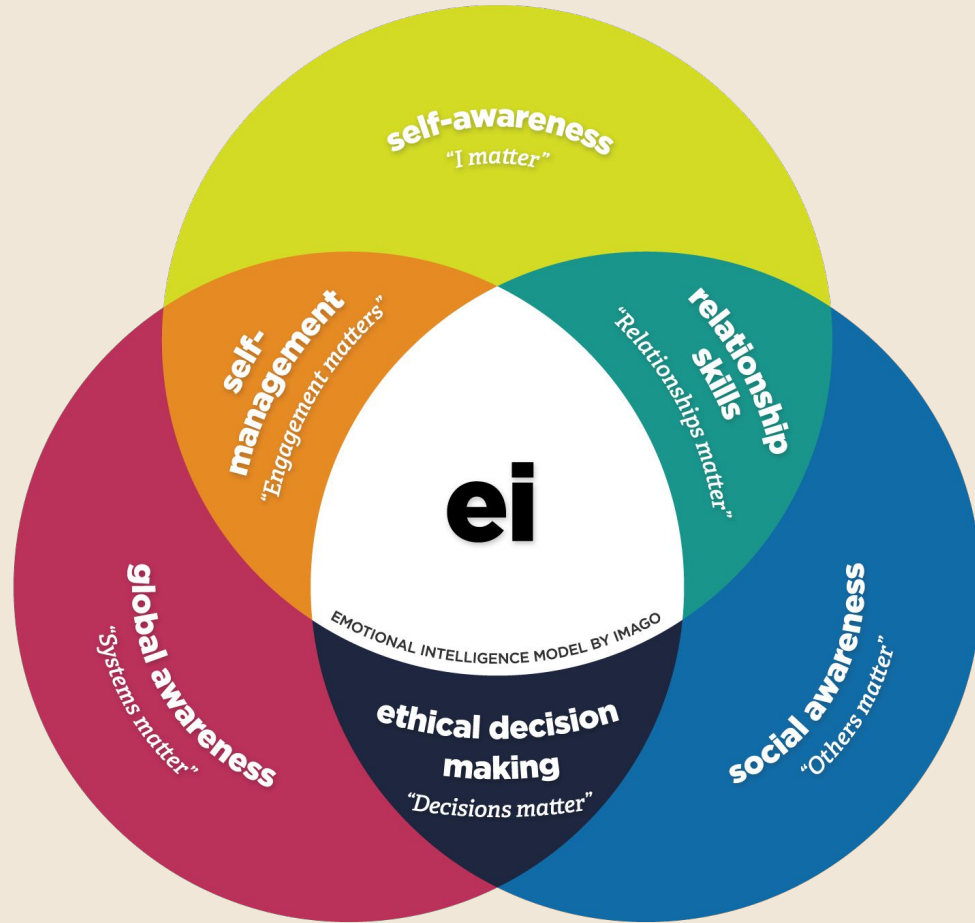 self-awareness
“I matter”
self-
management
“Engagement matters”
relationship
skills
“Relationships matter”
ei
EMOTIONAL INTELLIGENCE MODEL BY IMAGO
global awareness
“Systems matter”
social awareness
“Others matter”
ethical decision
making
“Decisions matter”